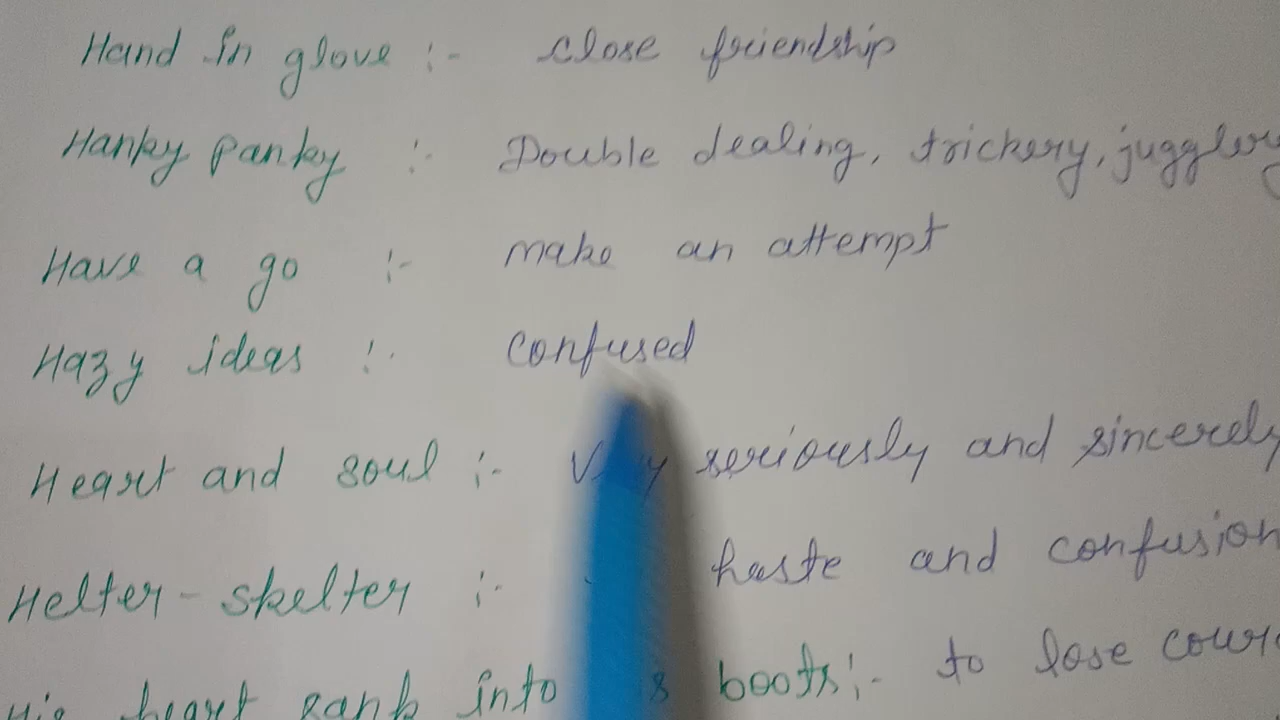 Hand in glove :- close friendship
Hanky panky :- Double dealing, trickery, jugglery
Have a go :- make an attempt
Hazy ideas :- confused
Heart and soul :- seriously and sincerely
Helter-skelter :- haste and confusion
heart sank into boots :- to lose